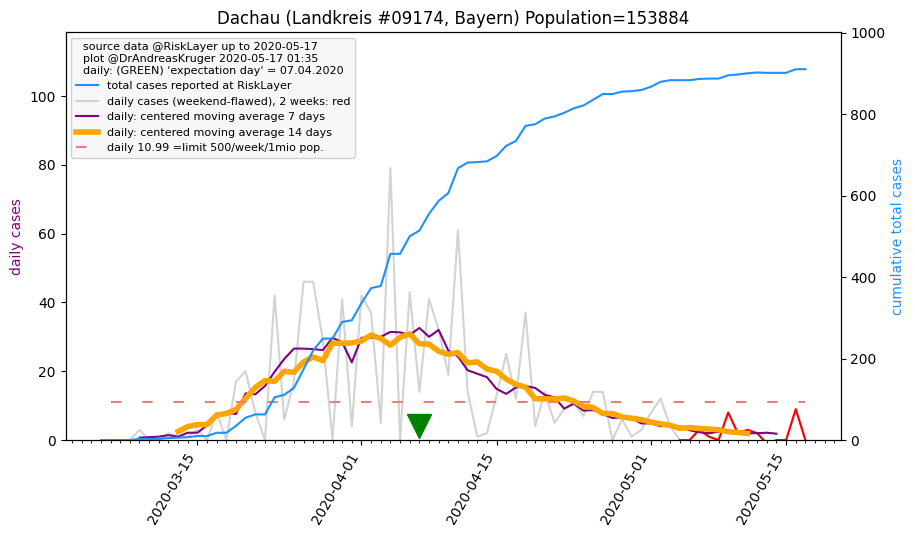 Dachau (Landkreis #09174, Bayern) Population=153884
source data @RiskLayer up to 2020-05-17
plot @DrAndreasKruger 2020-05-17 01:35
daily: (GREEN) 'expectation day' = 07.04.2020
total cases reported at RiskLayer
daily cases (weekend-flawed), 2 weeks: red
daily: centered moving average 7 days
daily: centered moving average 14 days
daily 10.99 =limit 500/week/1mio pop.
daily cases
100
80
60
40
20
0
1000
800
600
400
200
0
cumulative total cases
2020-03-15
2020-04-01
2020-04-15
2020-05-01
2020-05-15